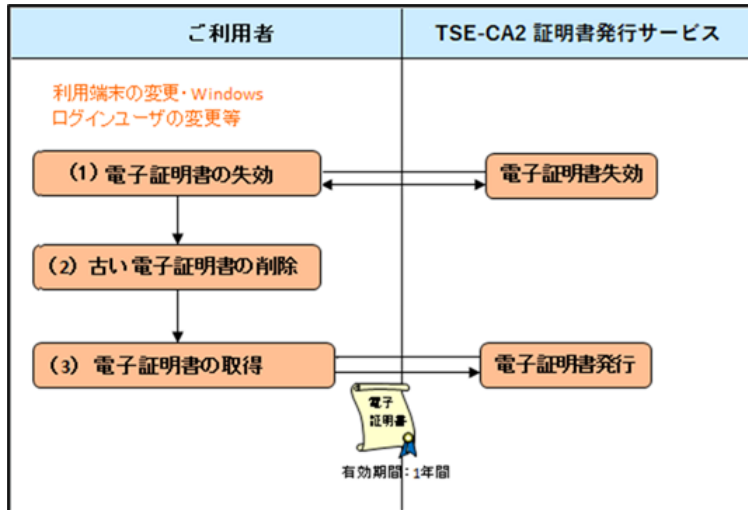 ご利用者
TSE-CA2 証明書発行サービス
利用端末の変更・Windows
ログインユーザの変更等
(1) 電子証明書の失効
電子証明書失効
(2) 古い電子証明書の削除
(3) 電子証明書の取得
電子証明書発行
電子
証明書
有効期間：1年間